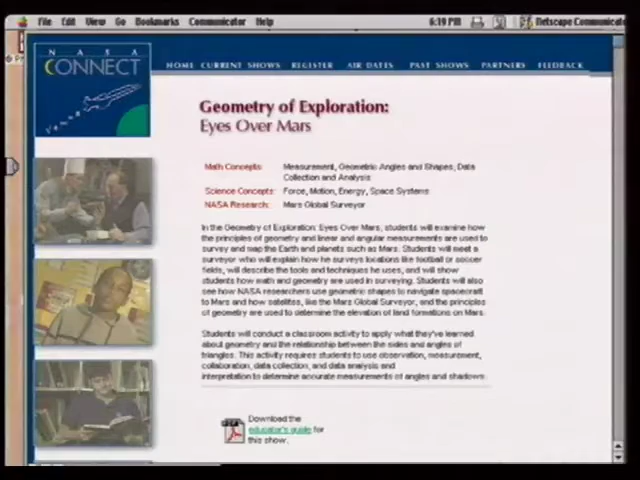 File Edit View Go Bookmarks Communicator Help 6:19 PM Netscape Communicato
NASA
CONNECT
HOME CURRENT SHOWS REGISTER AIR DATES PAST SHOWS PARTNERS FEEDBACK
Geometry of Exploration:
Eyes Over Mars
Math Concepts: Measurement, Geometric Angles and Shapes, Data
Collection and Analysis
Science Concepts: Force, Motion, Energy, Space Systems
NASA Research: Mars Global Surveyor
In the Geometry of Exploration: Eyes Over Mars, students will examine how
the principles of geometry and linear and angular measurements are used to
survey and map the Earth and planets such as Mars. Students will meet a
surveyor who will explain how he surveys locations like football or soccer
fields, will describe the tools and techniques he uses, and will show
students how math and geometry are used in surveying. Students will also
see how NASA researchers use geometric shapes to navigate spacecraft
to Mars and how satellites, like the Mars Global Surveyor, and the principles
of geometry are used to determine the elevation of land formations on Mars.
Students will conduct a classroom activity to apply what they've learned
about geometry and the relationship between the sides and angles of
triangles. This activity requires students to use observation, measurement,
collaboration, data collection, and data analysis and
interpretation to determine accurate measurements of angles and shadows.
Download the
educator's guide for
this show.